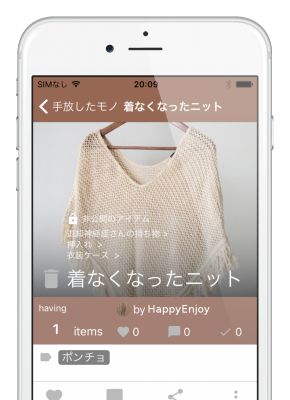 SIMなし 20:09
手放したモノ 着なくなったニット
非公開のアイテム
さんの持ち物 >
押入れ >
衣装ケース >
着なくなったニット
having by HappyEnjoy
1 items 0 0 0
ポンチョ